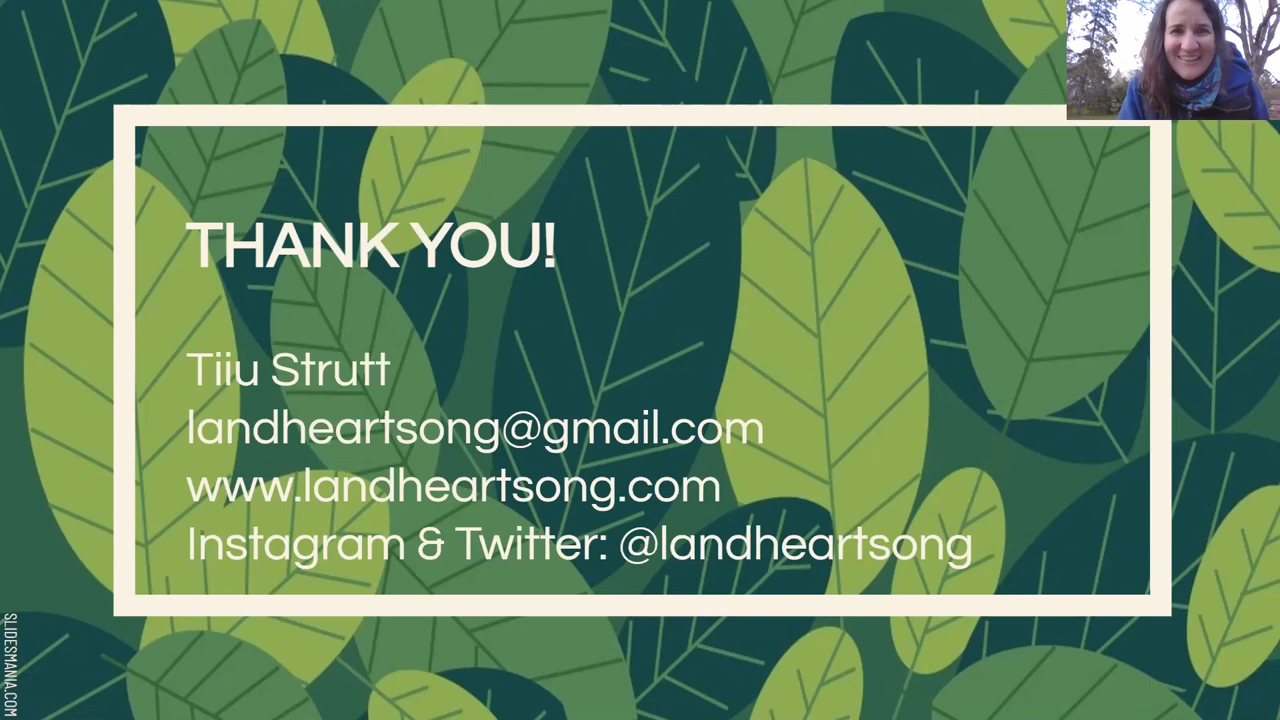 THANK YOU!
Tiiu Strutt
landheartsong@gmail.com
www.landheartsong.com
Instagram & Twitter: @landheartsong
SLIDESMANIA.COM